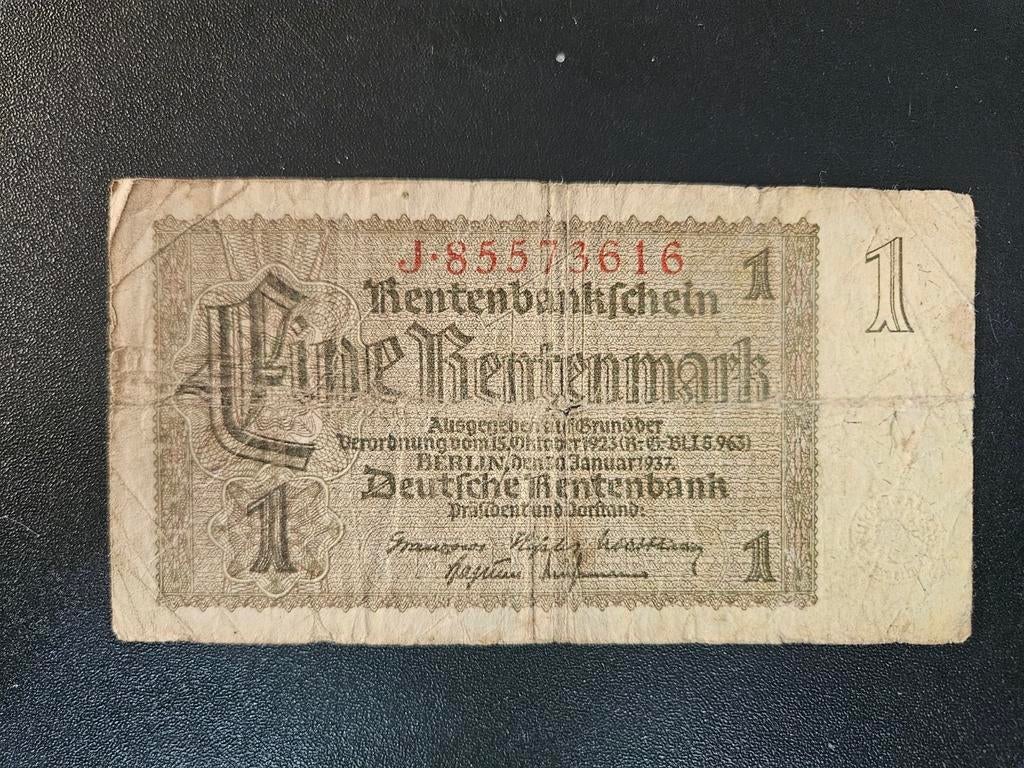 J·85573616
1
1
Rentenbankschein
Eine Rentenmark
Ausgegeben auf Grund der
Verordnung vom 15. Oktober 1923 (R-G-Bl. I S. 963)
BERLIN, den 30. Januar 1937.
Deutsche Rentenbank
Präsident und Vorstand:
1
1